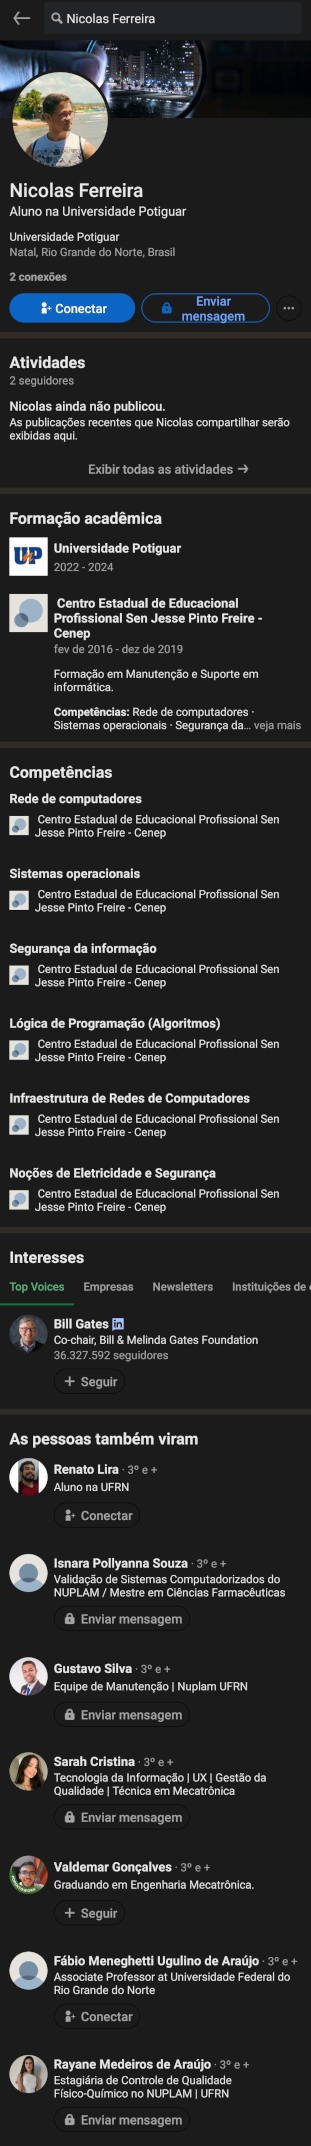 Nicolas Ferreira
Nicolas Ferreira
Aluno na Universidade Potiguar
Universidade Potiguar
Natal, Rio Grande do Norte, Brasil
2 conexões
Conectar
Enviar
mensagem
Atividades
2 seguidores
Nicolas ainda não publicou.
As publicações recentes que Nicolas compartilhar serão
exibidas aqui.
Exibir todas as atividades →
Formação acadêmica
UnP
Universidade Potiguar
2022 - 2024
Centro Estadual de Educacional
Profissional Sen Jesse Pinto Freire -
Cenep
fev de 2016 - dez de 2019
Formação em Manutenção e Suporte em
informática.
Competências: Rede de computadores ·
Sistemas operacionais · Segurança da... veja mais
Competências
Rede de computadores
Centro Estadual de Educacional Profissional Sen
Jesse Pinto Freire - Cenep
Sistemas operacionais
Centro Estadual de Educacional Profissional Sen
Jesse Pinto Freire - Cenep
Segurança da informação
Centro Estadual de Educacional Profissional Sen
Jesse Pinto Freire - Cenep
Lógica de Programação (Algoritmos)
Centro Estadual de Educacional Profissional Sen
Jesse Pinto Freire - Cenep
Infraestrutura de Redes de Computadores
Centro Estadual de Educacional Profissional Sen
Jesse Pinto Freire - Cenep
Noções de Eletricidade e Segurança
Centro Estadual de Educacional Profissional Sen
Jesse Pinto Freire - Cenep
Interesses
Top Voices Empresas Newsletters Instituições de
Bill Gates in
Co-chair, Bill & Melinda Gates Foundation
36.327.592 seguidores
+ Seguir
As pessoas também viram
Renato Lira · 3º e +
Aluno na UFRN
Conectar
Isnara Pollyanna Souza · 3º e +
Validação de Sistemas Computadorizados do
NUPLAM / Mestre em Ciências Farmacêuticas
Enviar mensagem
Gustavo Silva · 3º e +
Equipe de Manutenção | Nuplam UFRN
Enviar mensagem
Sarah Cristina · 3º e +
Tecnologia da Informação | UX | Gestão da
Qualidade | Técnica em Mecatrônica
Enviar mensagem
Valdemar Gonçalves · 3º e +
Graduando em Engenharia Mecatrônica.
+ Seguir
Fábio Meneghetti Ugulino de Araújo · 3º e +
Associate Professor at Universidade Federal do
Rio Grande do Norte
Conectar
Rayane Medeiros de Araújo · 3º e +
Estagiária de Controle de Qualidade
Físico-Químico no NUPLAM | UFRN
Enviar mensagem